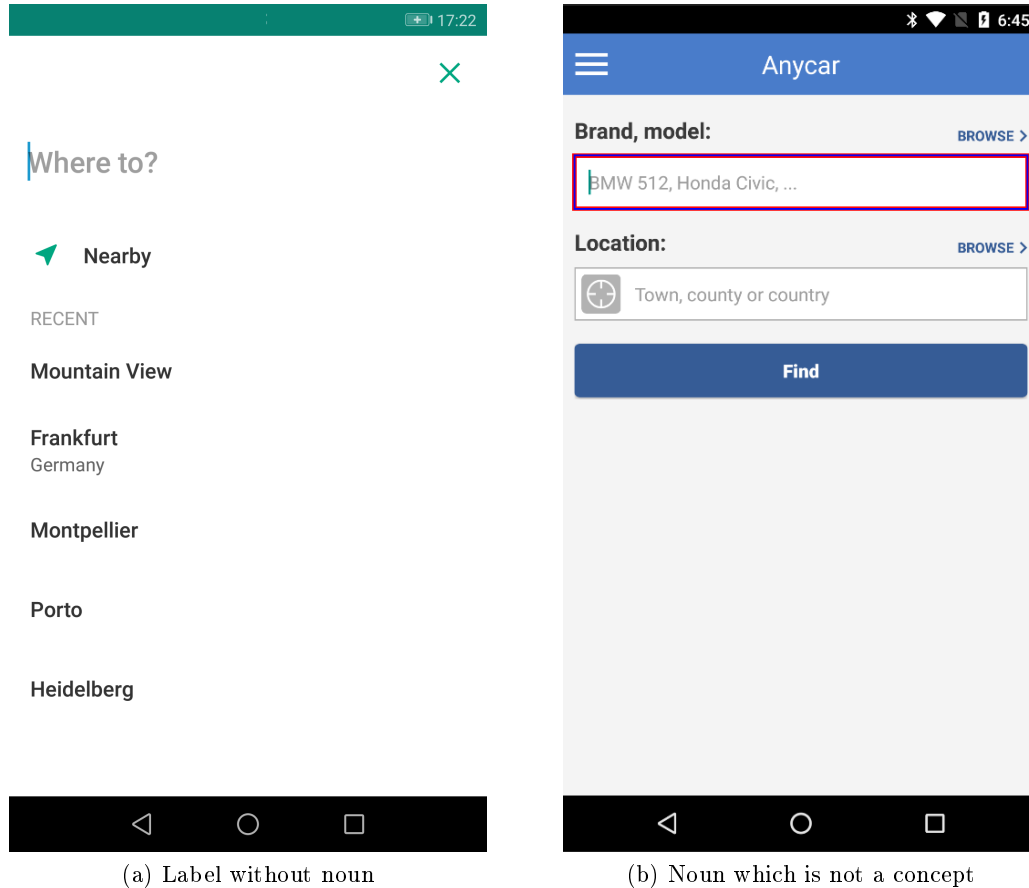 17:22
Where to?
Nearby
RECENT
Mountain View
Frankfurt
Germany
Montpellier
Porto
Heidelberg
(a) Label without noun
6:45
Anycar
Brand, model:
BROWSE >
BMW 512, Honda Civic, ...
Location:
BROWSE >
Town, county or country
Find
(b) Noun which is not a concept